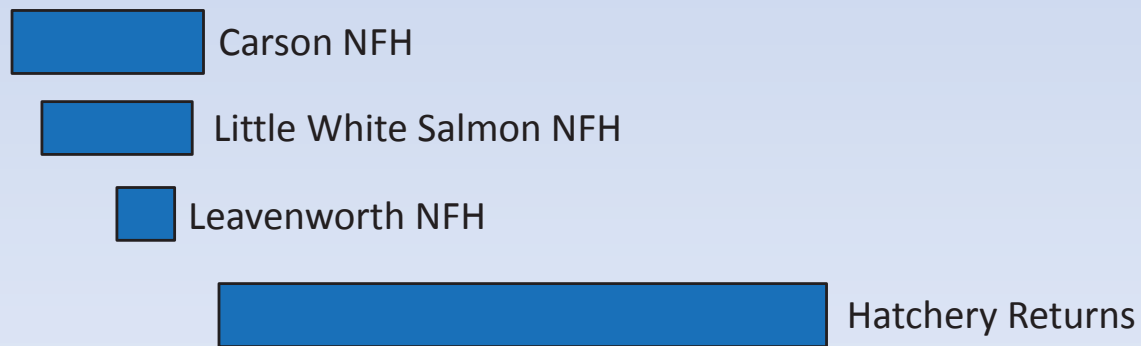 Carson NFH
Little White Salmon NFH
Leavenworth NFH
Hatchery Returns